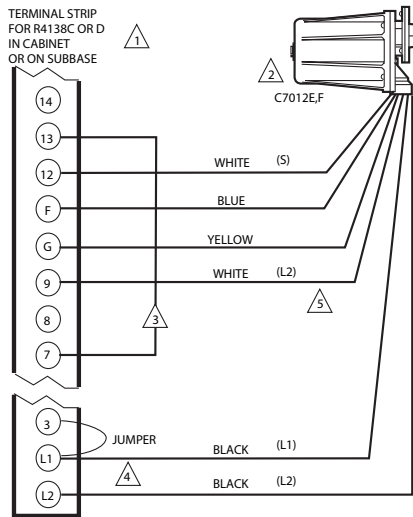 TERMINAL STRIP
FOR R4138C OR D
IN CABINET
OR ON SUBBASE
1
2
C7012E,F
14
13
12
WHITE (S)
F
BLUE
G
YELLOW
9
WHITE (L2)
5
8
3
7
3
JUMPER
L1
BLACK (L1)
4
L2
BLACK (L2)